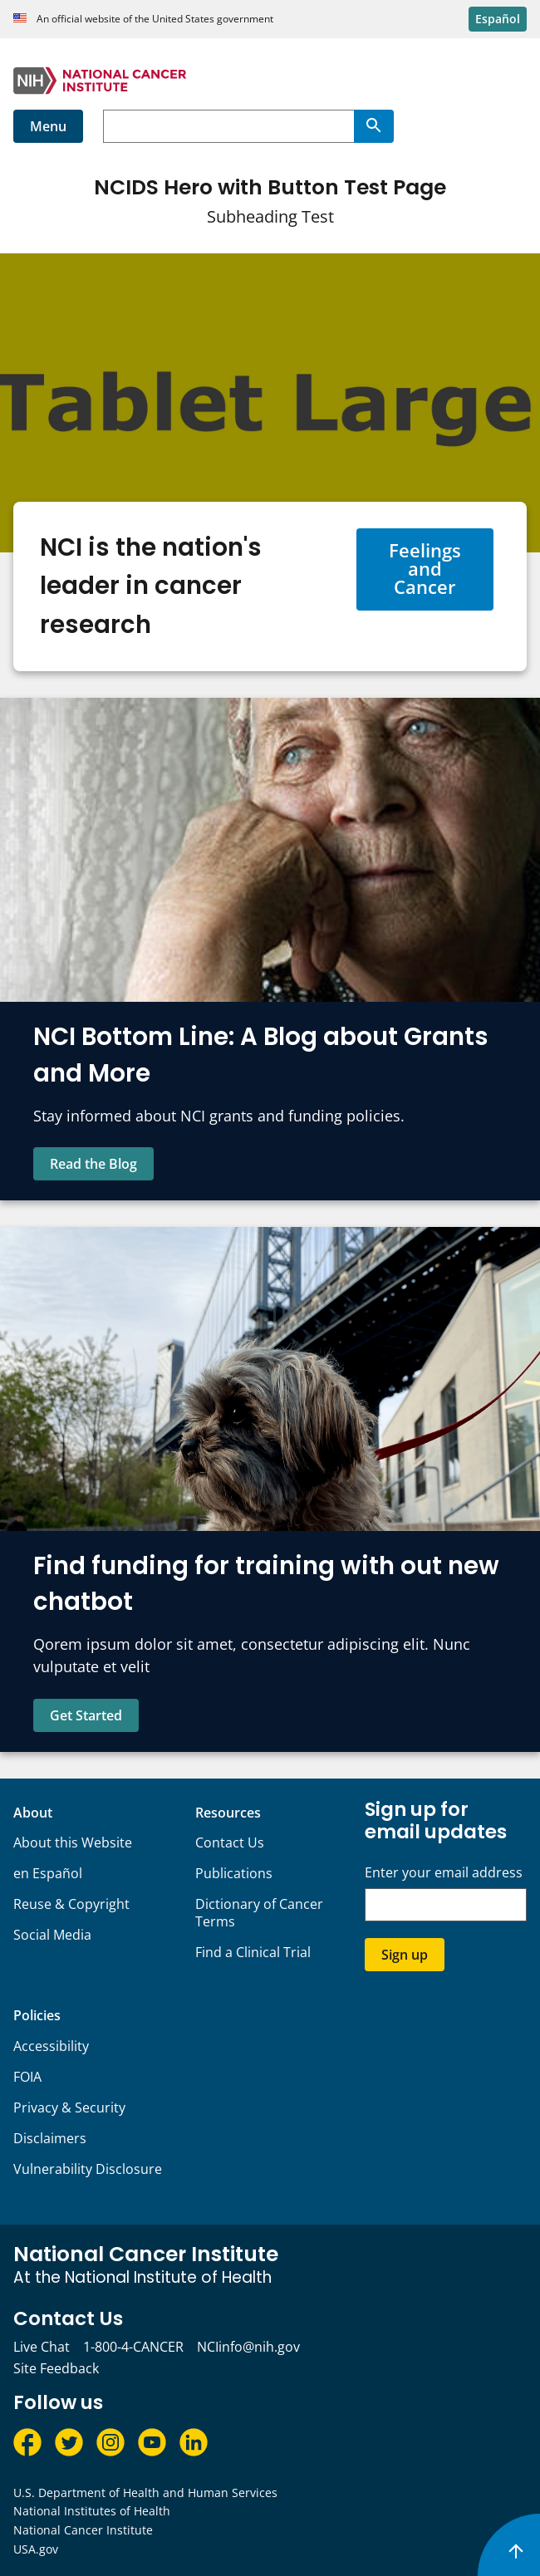 An official website of the United States government
Español
NIH NATIONAL CANCER
INSTITUTE
Menu
NCIDS Hero with Button Test Page
Subheading Test
Tablet Large
NCI is the nation's
leader in cancer
research
Feelings
and
Cancer
NCI Bottom Line: A Blog about Grants
and More
Stay informed about NCI grants and funding policies.
Read the Blog
Find funding for training with out new
chatbot
Qorem ipsum dolor sit amet, consectetur adipiscing elit. Nunc
vulputate et velit
Get Started
About
About this Website
en Español
Reuse & Copyright
Social Media
Resources
Contact Us
Publications
Dictionary of Cancer
Terms
Find a Clinical Trial
Sign up for
email updates
Enter your email address
Sign up
Policies
Accessibility
FOIA
Privacy & Security
Disclaimers
Vulnerability Disclosure
National Cancer Institute
At the National Institute of Health
Contact Us
Live Chat 1-800-4-CANCER NCIinfo@nih.gov
Site Feedback
Follow us
U.S. Department of Health and Human Services
National Institutes of Health
National Cancer Institute
USA.gov